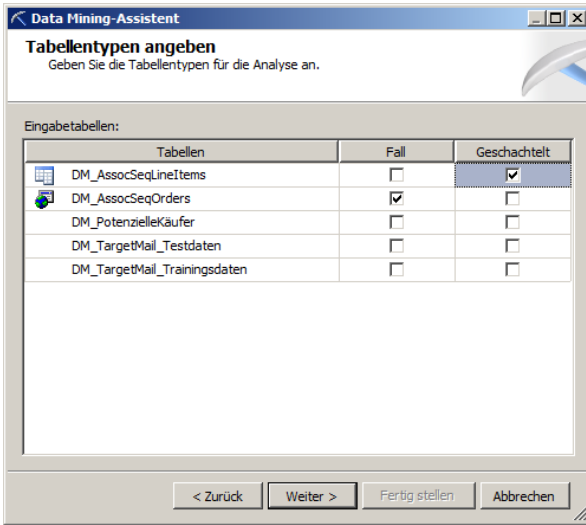 Data Mining-Assistent
Tabellentypen angeben
Geben Sie die Tabellentypen für die Analyse an.
Eingabetabellen:
Tabellen Fall Geschachtelt
DM_AssocSeqLineItems
DM_AssocSeqOrders
DM_PotenzielleKäufer
DM_TargetMail_Testdaten
DM_TargetMail_Trainingsdaten
< Zurück Weiter > Fertig stellen Abbrechen